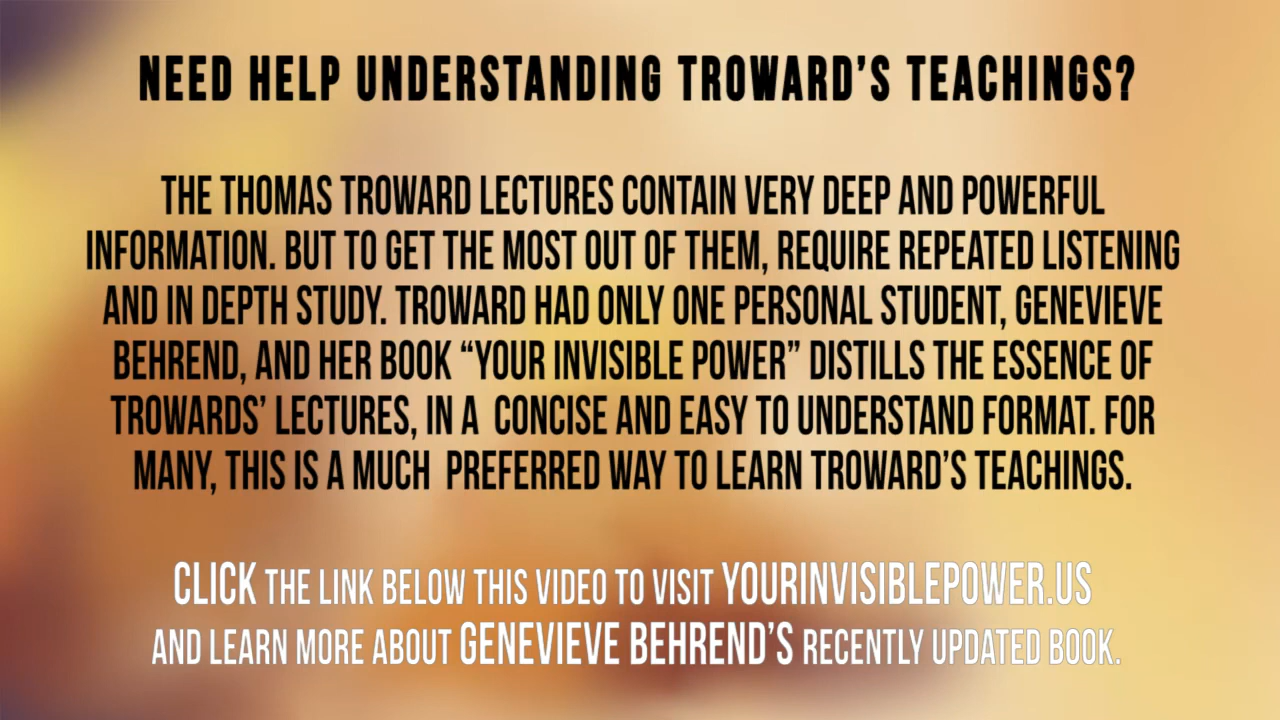 NEED HELP UNDERSTANDING TROWARD'S TEACHINGS?
THE THOMAS TROWARD LECTURES CONTAIN VERY DEEP AND POWERFUL
INFORMATION. BUT TO GET THE MOST OUT OF THEM, REQUIRE REPEATED LISTENING
AND IN DEPTH STUDY. TROWARD HAD ONLY ONE PERSONAL STUDENT, GENEVIEVE
BEHREND, AND HER BOOK “YOUR INVISIBLE POWER” DISTILLS THE ESSENCE OF
TROWARDS’ LECTURES, IN A CONCISE AND EASY TO UNDERSTAND FORMAT. FOR
MANY, THIS IS A MUCH PREFERRED WAY TO LEARN TROWARD’S TEACHINGS.
CLICK THE LINK BELOW THIS VIDEO TO VISIT YOURINVISIBLEPOWER.US
AND LEARN MORE ABOUT GENEVIEVE BEHREND’S RECENTLY UPDATED BOOK.